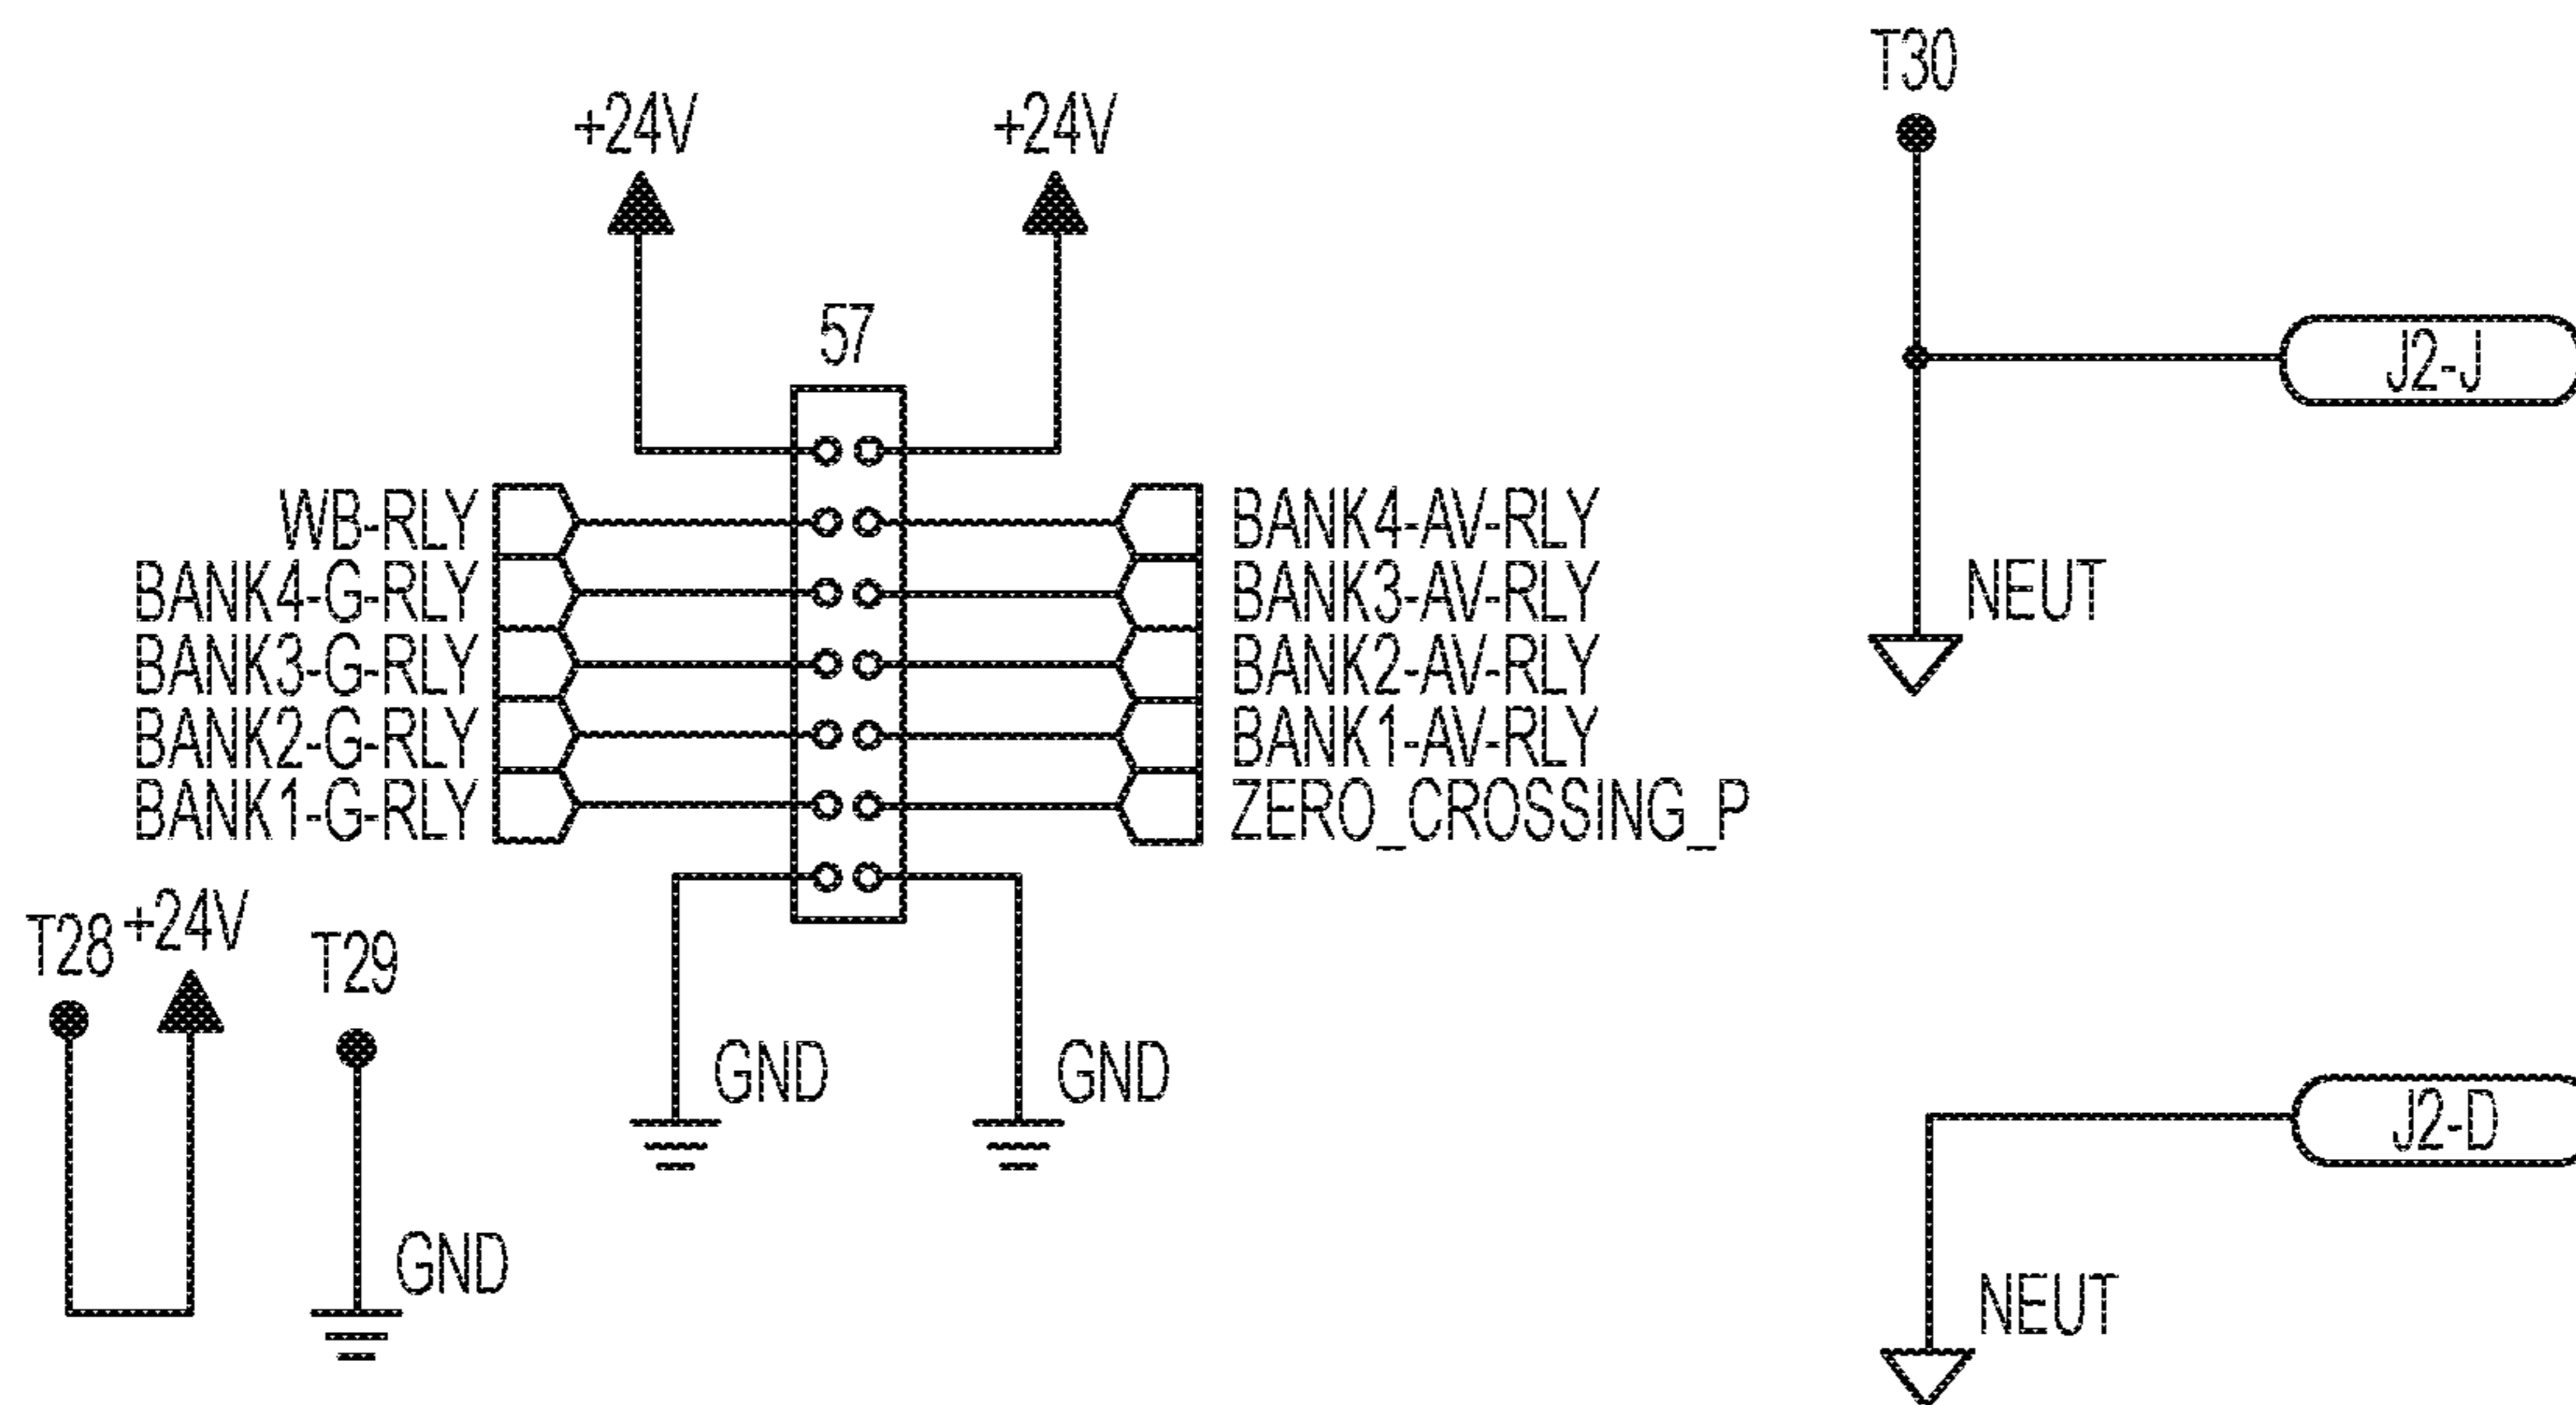 T30
+24V
+24V
57
J2-J
WB-RLY
BANK4-AV-RLY
BANK4-G-RLY
BANK3-AV-RLY
NEUT
BANK3-G-RLY
BANK2-AV-RLY
BANK2-G-RLY
BANK1-AV-RLY
BANK1-G-RLY
ZERO_CROSSING_P
T28
+24V
T29
GND
GND
J2-D
GND
NEUT